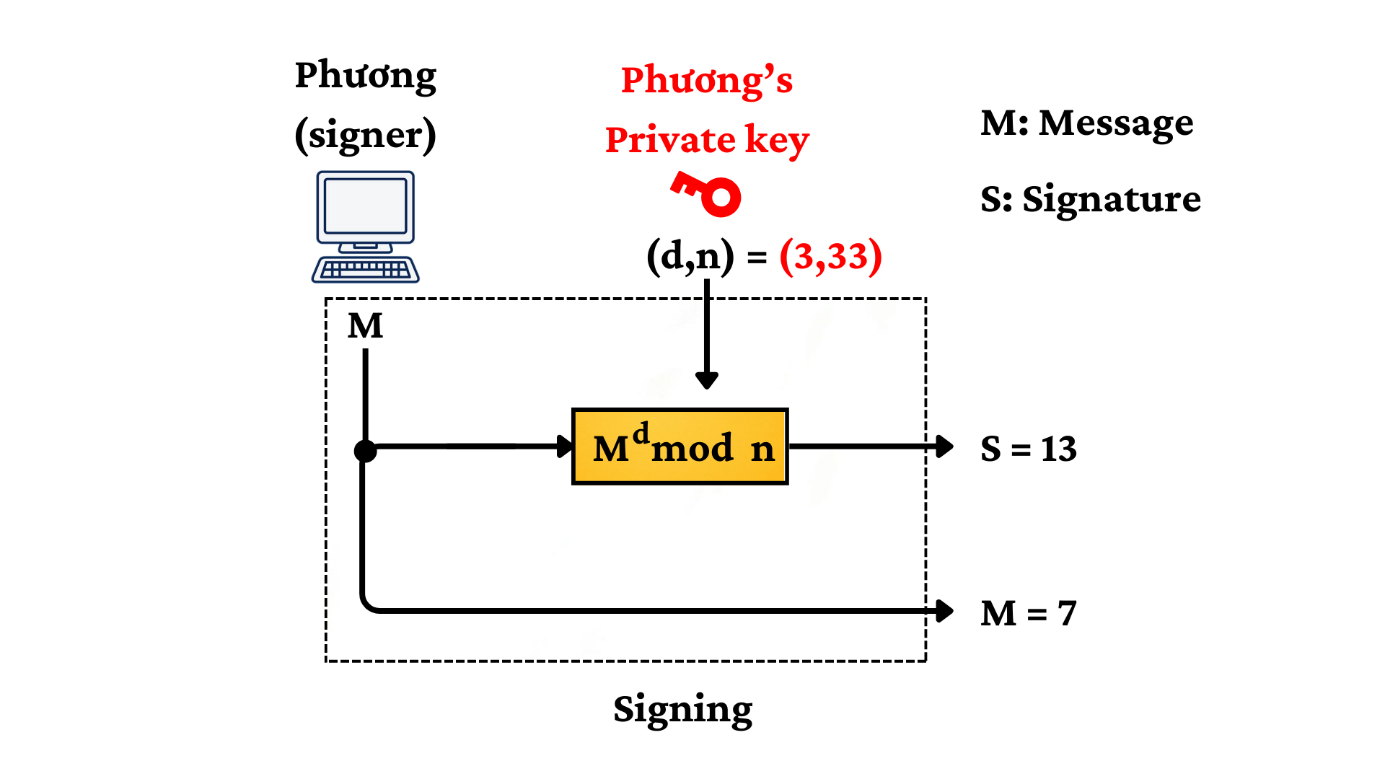 Phương
(signer)
Phương’s
Private key
(d,n) = (3,33)
M: Message
S: Signature
M
M^d mod n
S = 13
M = 7
Signing